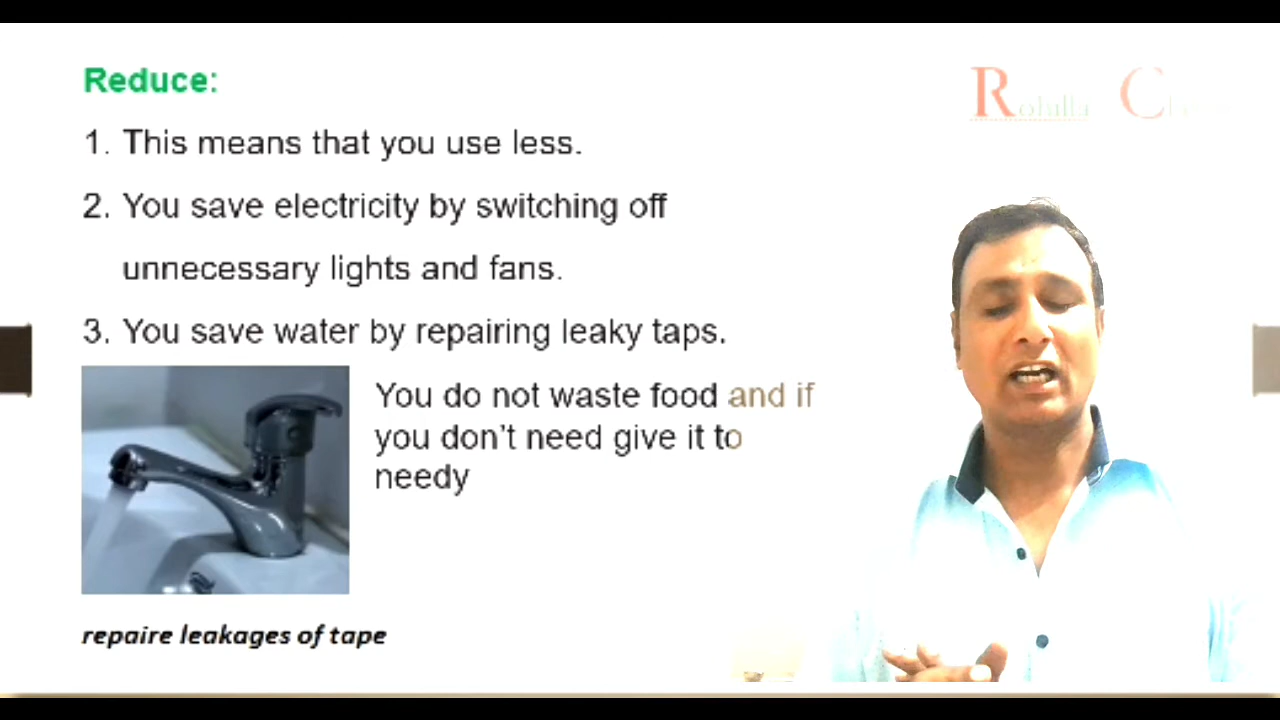 Reduce:
Rohilla
1. This means that you use less.
2. You save electricity by switching off
unnecessary lights and fans.
3. You save water by repairing leaky taps.
You do not waste food and if
you don't need give it to
needy
repaire leakages of tape